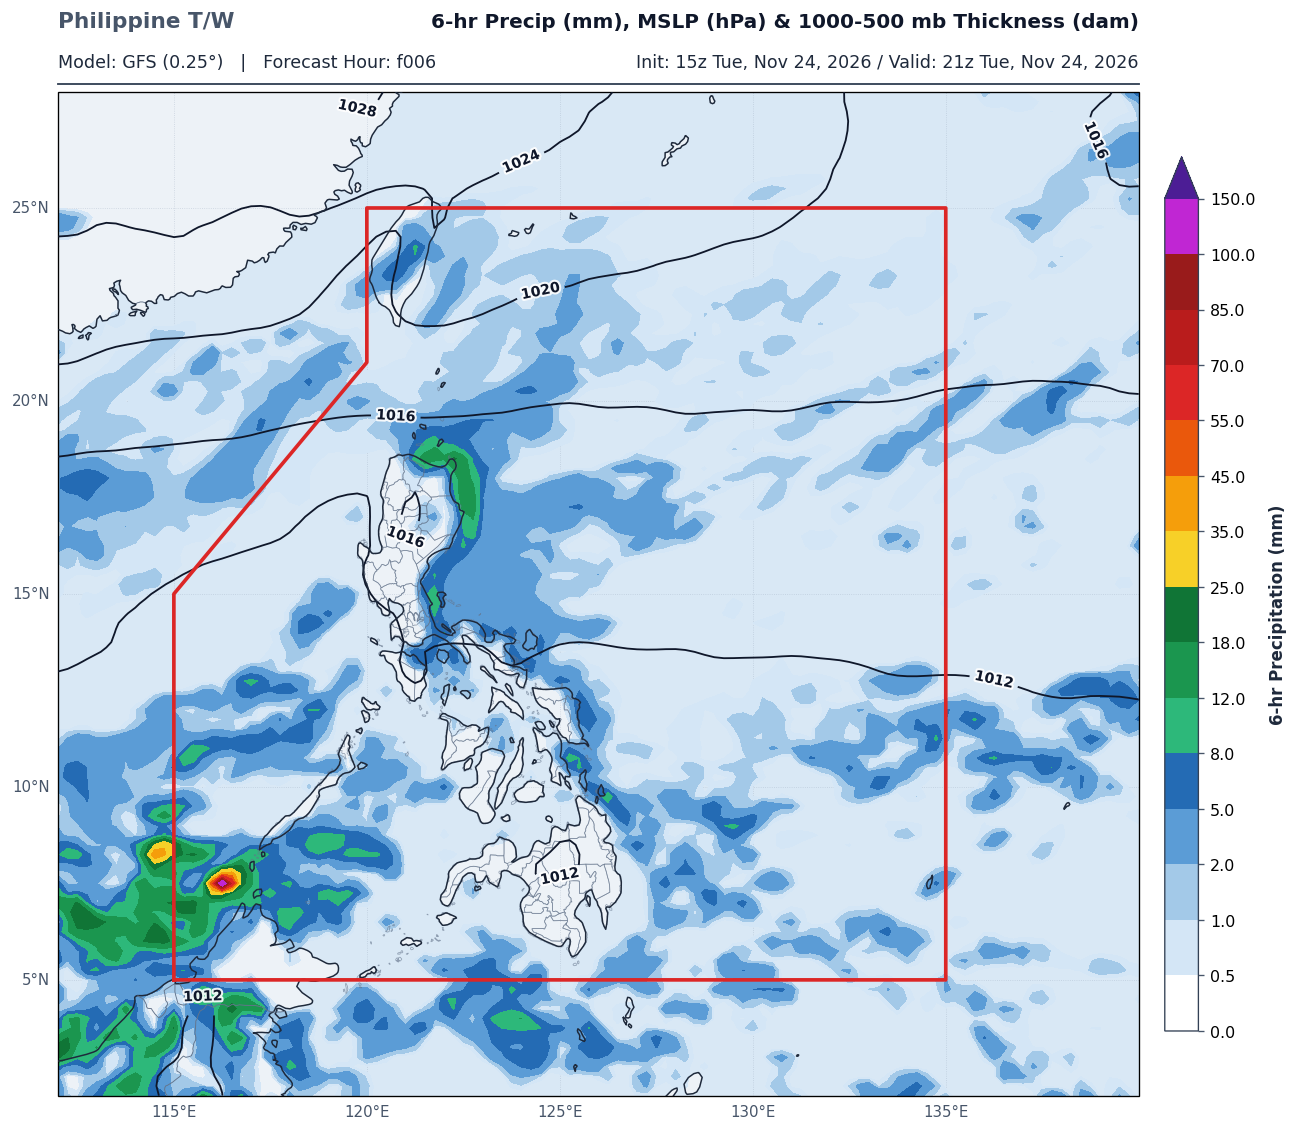 Philippine T/W
6-hr Precip (mm), MSLP (hPa) & 1000-500 mb Thickness (dam)
Model: GFS (0.25°) | Forecast Hour: f006
Init: 15z Tue, Nov 24, 2026 / Valid: 21z Tue, Nov 24, 2026
1028
1024
1016
1020
1016
1016
1012
1012
1012
25°N
20°N
15°N
10°N
5°N
115°E
120°E
125°E
130°E
135°E
150.0
100.0
85.0
70.0
55.0
45.0
35.0
25.0
18.0
12.0
8.0
5.0
2.0
1.0
0.5
0.0
6-hr Precipitation (mm)